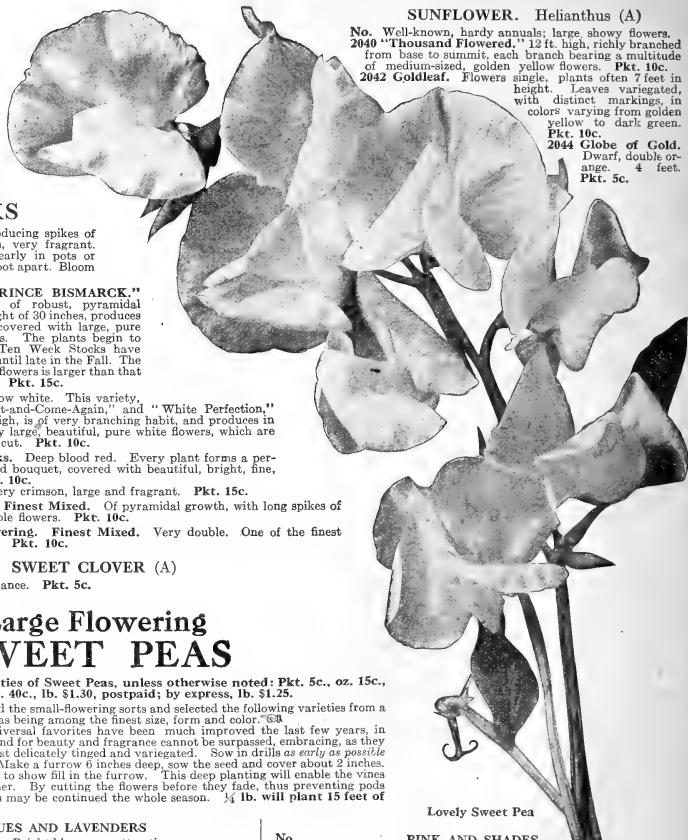 SUNFLOWER. Helianthus (A)
No. Well-known, hardy annuals; large, showy flowers.
2040 "Thousand Flowered." 12 ft. high, richly branched
from base to summit, each branch bearing a multitude
of medium-sized, golden yellow flowers. Pkt. 10c.
2042 Goldleaf. Flowers single, plants often 7 feet in
height. Leaves variegated,
with distinct markings, in
colors varying from golden
yellow to dark green.
Pkt. 10c.
2044 Globe of Gold.
Dwarf, double or-
ange. 4 feet.
Pkt. 5c.
KS
ducing spikes of
, very fragrant.
early in pots or
oot apart. Bloom
RINCE BISMARCK."
of robust, pyramidal
ght of 30 inches, produces
covered with large, pure
s. The plants begin to
Ten Week Stocks have
until late in the Fall. The
flowers is larger than that
Pkt. 15c.
ow white. This variety,
t-and-Come-Again," and "White Perfection,"
igh, is of very branching habit, and produces in
y large, beautiful, pure white flowers, which are
cut. Pkt. 10c.
ks. Deep blood red. Every plant forms a per-
d bouquet, covered with beautiful, bright, fine,
. 10c.
ery crimson, large and fragrant. Pkt. 15c.
Finest Mixed. Of pyramidal growth, with long spikes of
ble flowers. Pkt. 10c.
ering. Finest Mixed. Very double. One of the finest
Pkt. 10c.
SWEET CLOVER (A)
ance. Pkt. 5c.
arge Flowering
WEET PEAS
ties of Sweet Peas, unless otherwise noted: Pkt. 5c., oz. 15c.,
. 40c., lb. $1.30, postpaid; by express, lb. $1.25.
d the small-flowering sorts and selected the following varieties from a
as being among the finest size, form and color.
iversal favorites have been much improved the last few years, in
nd for beauty and fragrance cannot be surpassed, embracing, as they
st delicately tinged and variegated. Sow in drills as early as possible
Make a furrow 6 inches deep, sow the seed and cover about 2 inches.
to show fill in the furrow. This deep planting will enable the vines
er. By cutting the flowers before they fade, thus preventing pods
s may be continued the whole season. ¼ lb. will plant 15 feet of
Lovely Sweet Pea
UES AND LAVENDERS
No.
PINK AND SHADES